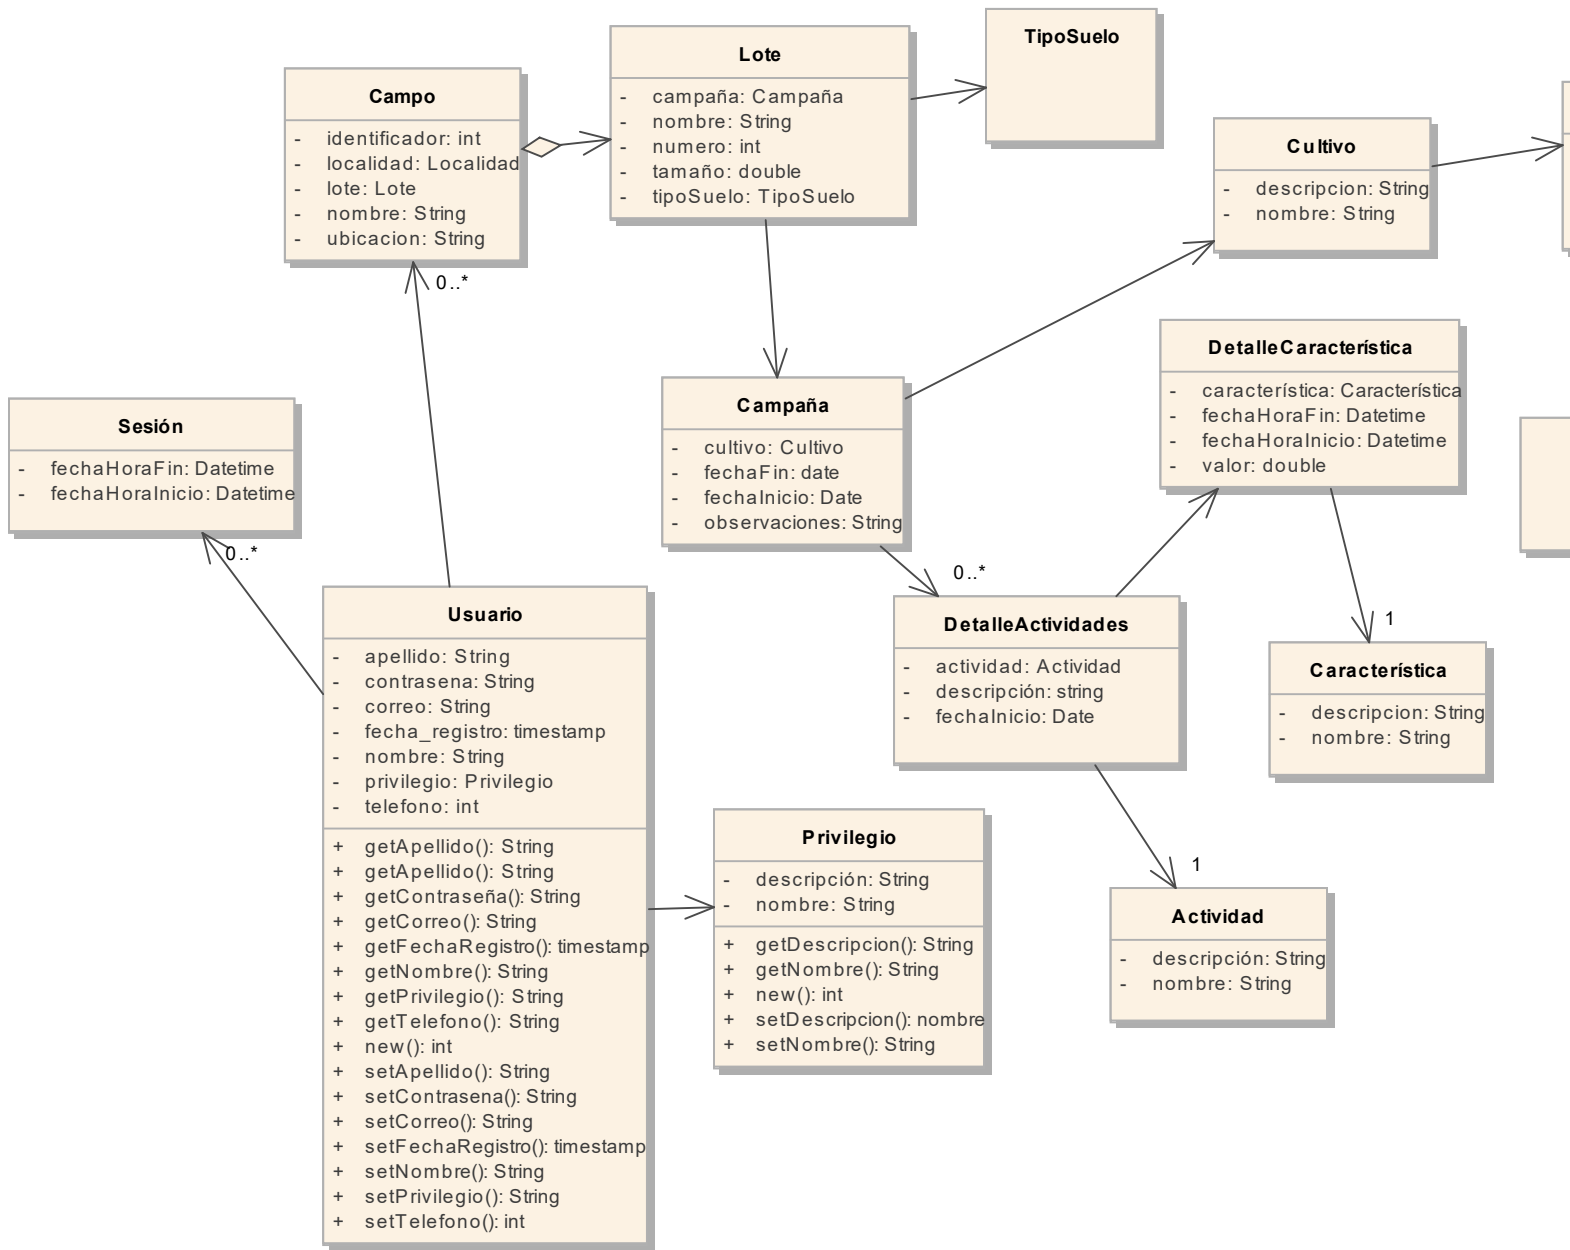 Campo
- identificador: int
- localidad: Localidad
- lote: Lote
- nombre: String
- ubicacion: String
Lote
- campaña: Campaña
- nombre: String
- numero: int
- tamaño: double
- tipoSuelo: TipoSuelo
TipoSuelo
Cultivo
- descripcion: String
- nombre: String
0..*
DetalleCaracterística
- característica: Característica
- fechaHoraFin: Datetime
- fechaHoraInicio: Datetime
- valor: double
Campaña
- cultivo: Cultivo
- fechaFin: date
- fechaInicio: Date
- observaciones: String
Sesión
- fechaHoraFin: Datetime
- fechaHoraInicio: Datetime
0..*
0..*
Usuario
- apellido: String
- contrasena: String
- correo: String
- fecha_registro: timestamp
- nombre: String
- privilegio: Privilegio
- telefono: int
+ getApellido(): String
+ getApellido(): String
+ getContraseña(): String
+ getCorreo(): String
+ getFechaRegistro(): timestamp
+ getNombre(): String
+ getPrivilegio(): String
+ getTelefono(): String
+ new(): int
+ setApellido(): String
+ setContrasena(): String
+ setCorreo(): String
+ setFechaRegistro(): timestamp
+ setNombre(): String
+ setPrivilegio(): String
+ setTelefono(): int
DetalleActividades
- actividad: Actividad
- descripción: string
- fechaInicio: Date
1
Característica
- descripcion: String
- nombre: String
Privilegio
- descripción: String
- nombre: String
+ getDescripcion(): String
+ getNombre(): String
+ new(): int
+ setDescripcion(): nombre
+ setNombre(): String
1
Actividad
- descripción: String
- nombre: String